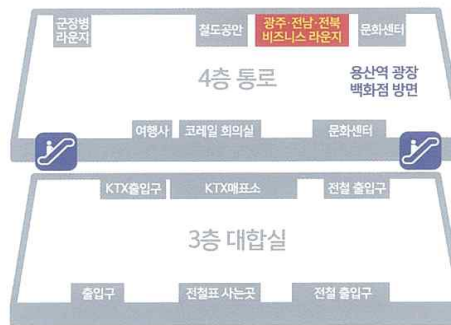 군장병
라운지
철도공안
광주·전남·전북
비즈니스 라운지
문화센터
4층 통로
용산역 광장
백화점 방면
여행사
코레일 회의실
문화센터
KTX출입구
KTX매표소
전철 출입구
3층 대합실
출입구
전철표 사는곳
전철 출입구